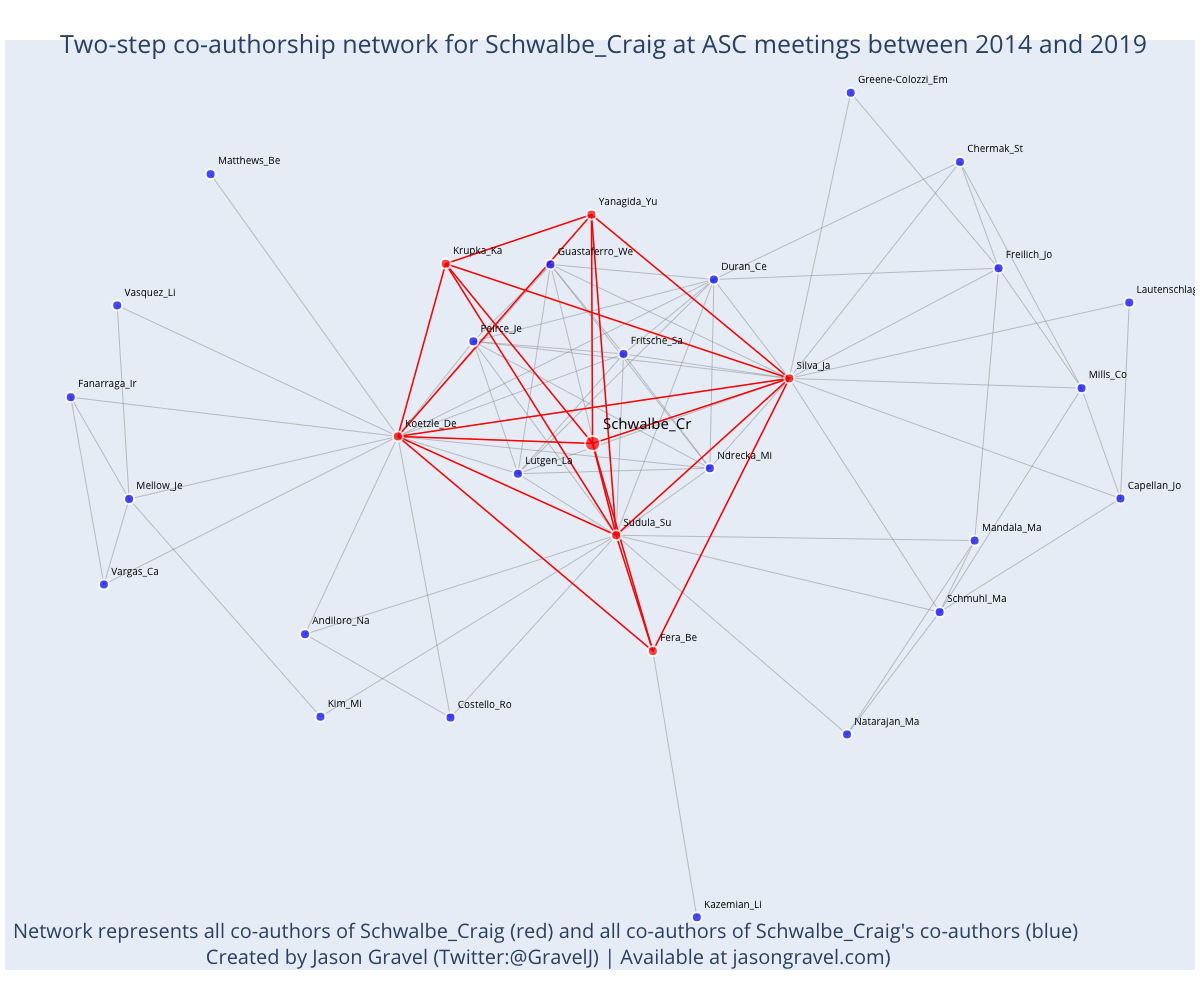 Two-step co-authorship network for Schwalbe_Craig at ASC meetings between 2014 and 2019
Greene-Colozzi_Em
Chermak_St
Matthews_Be
Yanagida_Yu
Krupka_Ka
Guastaferro_We
Duran_Ce
Freilich_Jo
Vasquez_Li
Lautenschlag
Peirce_Je
Fritsche_Sa
Silva_Ja
Mills_Co
Fanarraga_Ir
Koetzle_De
Schwalbe_Cr
Lutgen_La
Ndrecka_Mi
Mellow_Je
Capellan_Jo
Sudula_Su
Mandala_Ma
Vargas_Ca
Schmuhl_Ma
Andiloro_Na
Fera_Be
Kim_Mi
Costello_Ro
Natarajan_Ma
Kazemian_Li
Network represents all co-authors of Schwalbe_Craig (red) and all co-authors of Schwalbe_Craig's co-authors (blue)
Created by Jason Gravel (Twitter:@GravelJ) | Available at jasongravel.com)